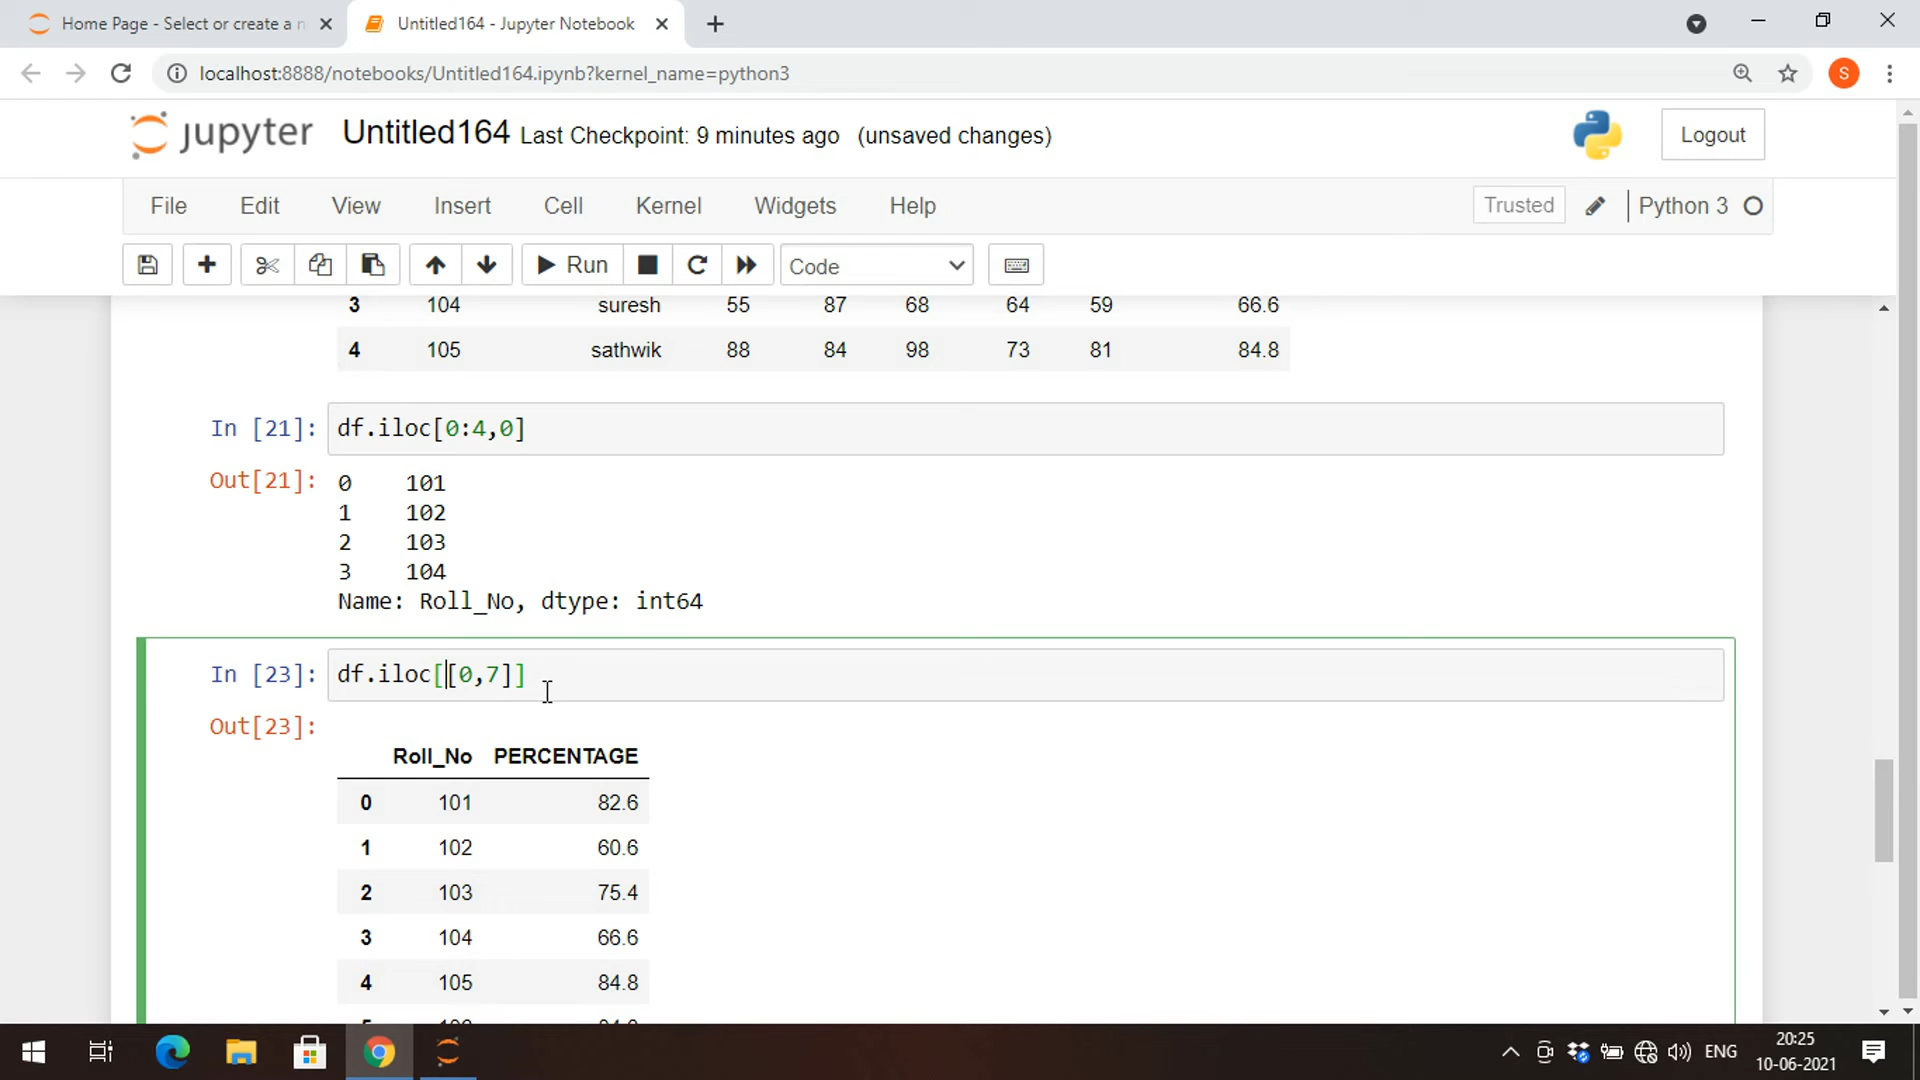 Home Page - Select or create a n
Untitled164 - Jupyter Notebook
localhost:8888/notebooks/Untitled164.ipynb?kernel_name=python3
S
jupyter Untitled164 Last Checkpoint: 9 minutes ago (unsaved changes)
Logout
File Edit View Insert Cell Kernel Widgets Help
Trusted Python 3
Run Code
3 104 suresh 55 87 68 64 59 66.6
4 105 sathwik 88 84 98 73 81 84.8
In [21]: df.iloc[0:4,0]
Out[21]: 0 101
1 102
2 103
3 104
Name: Roll_No, dtype: int64
In [23]: df.iloc[[0,7]]
Out[23]:
Roll_No PERCENTAGE
0 101 82.6
1 102 60.6
2 103 75.4
3 104 66.6
4 105 84.8
ENG
20:25
10-06-2021